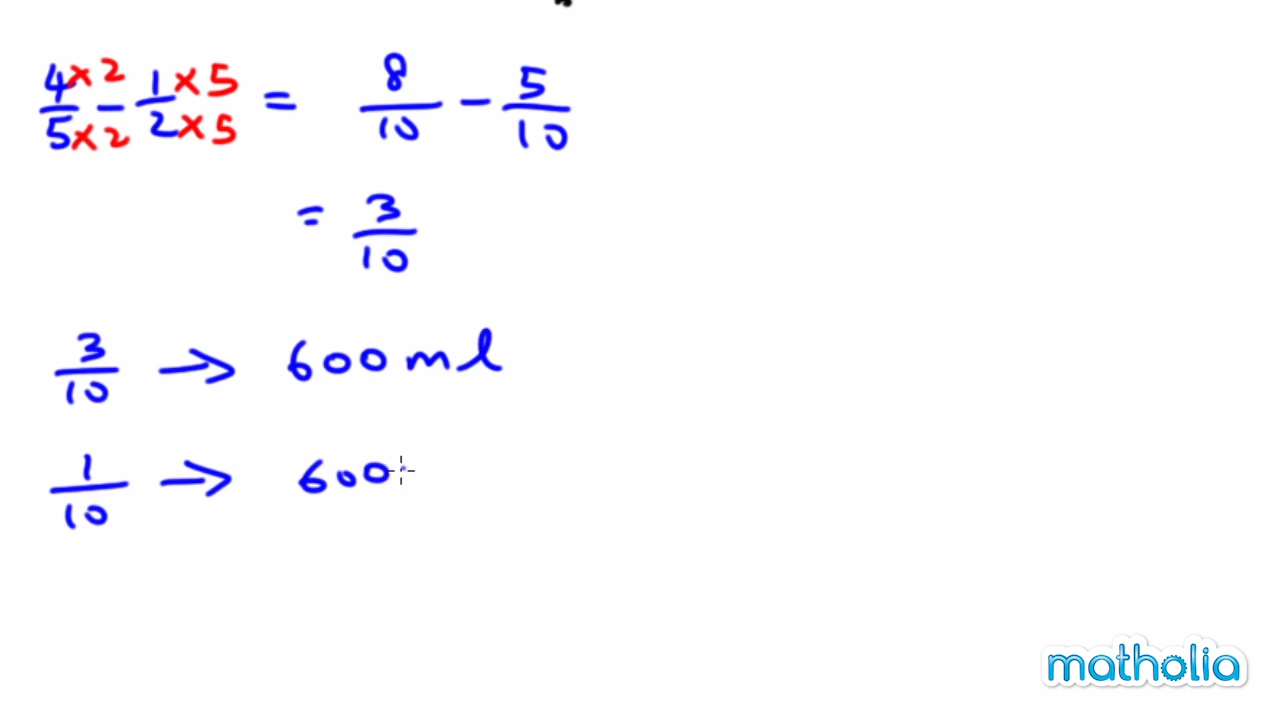 4×2/5×2 - 1×5/2×5 = 8/10 - 5/10
= 3/10
3/10 → 600 ml
1/10 → 600
matholia